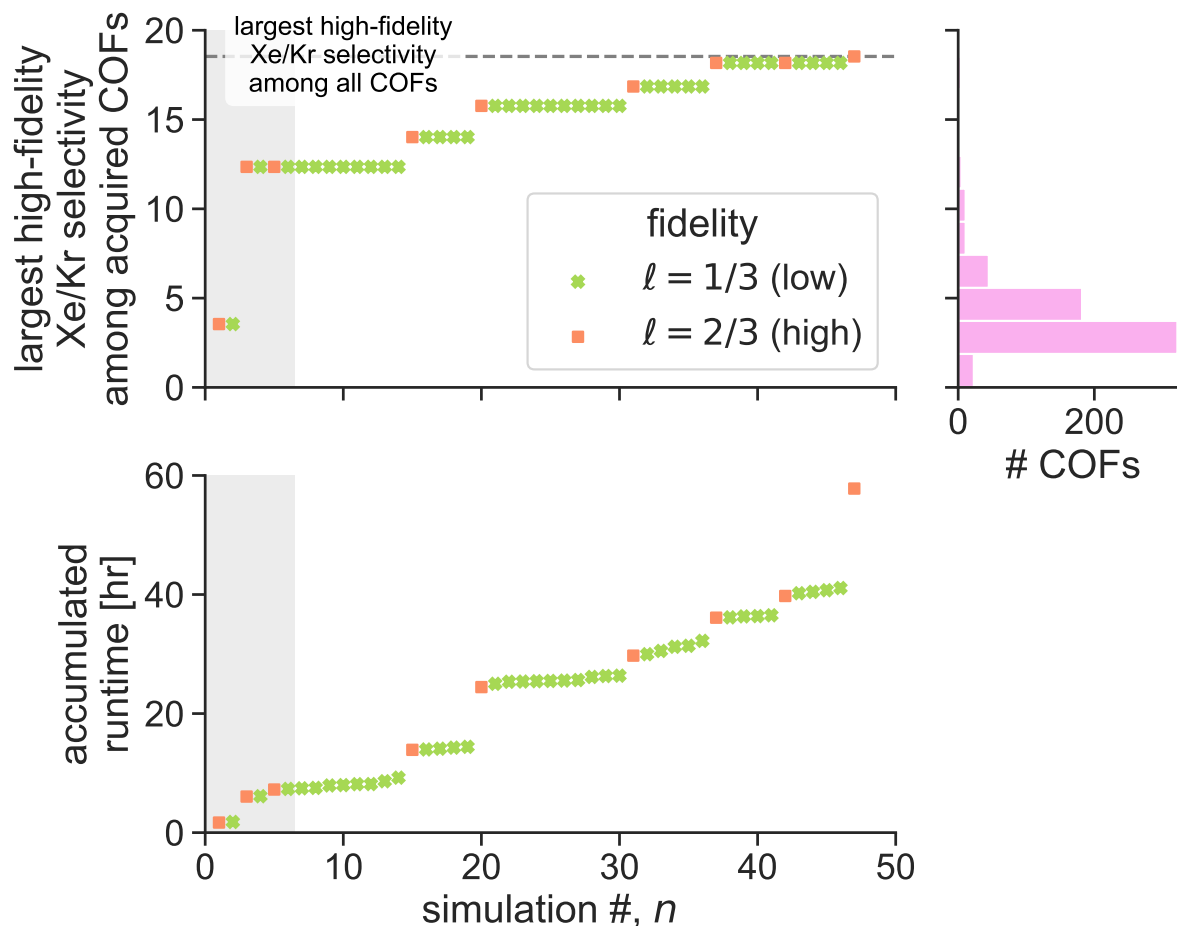 largest high-fidelity
Xe/Kr selectivity
among acquired COFs
20
15
10
5
0
largest high-fidelity
Xe/Kr selectivity
among all COFs
fidelity
ℓ = 1/3 (low)
ℓ = 2/3 (high)
0
200
# COFs
accumulated
runtime [hr]
60
40
20
0
0
10
20
30
40
50
simulation #, n